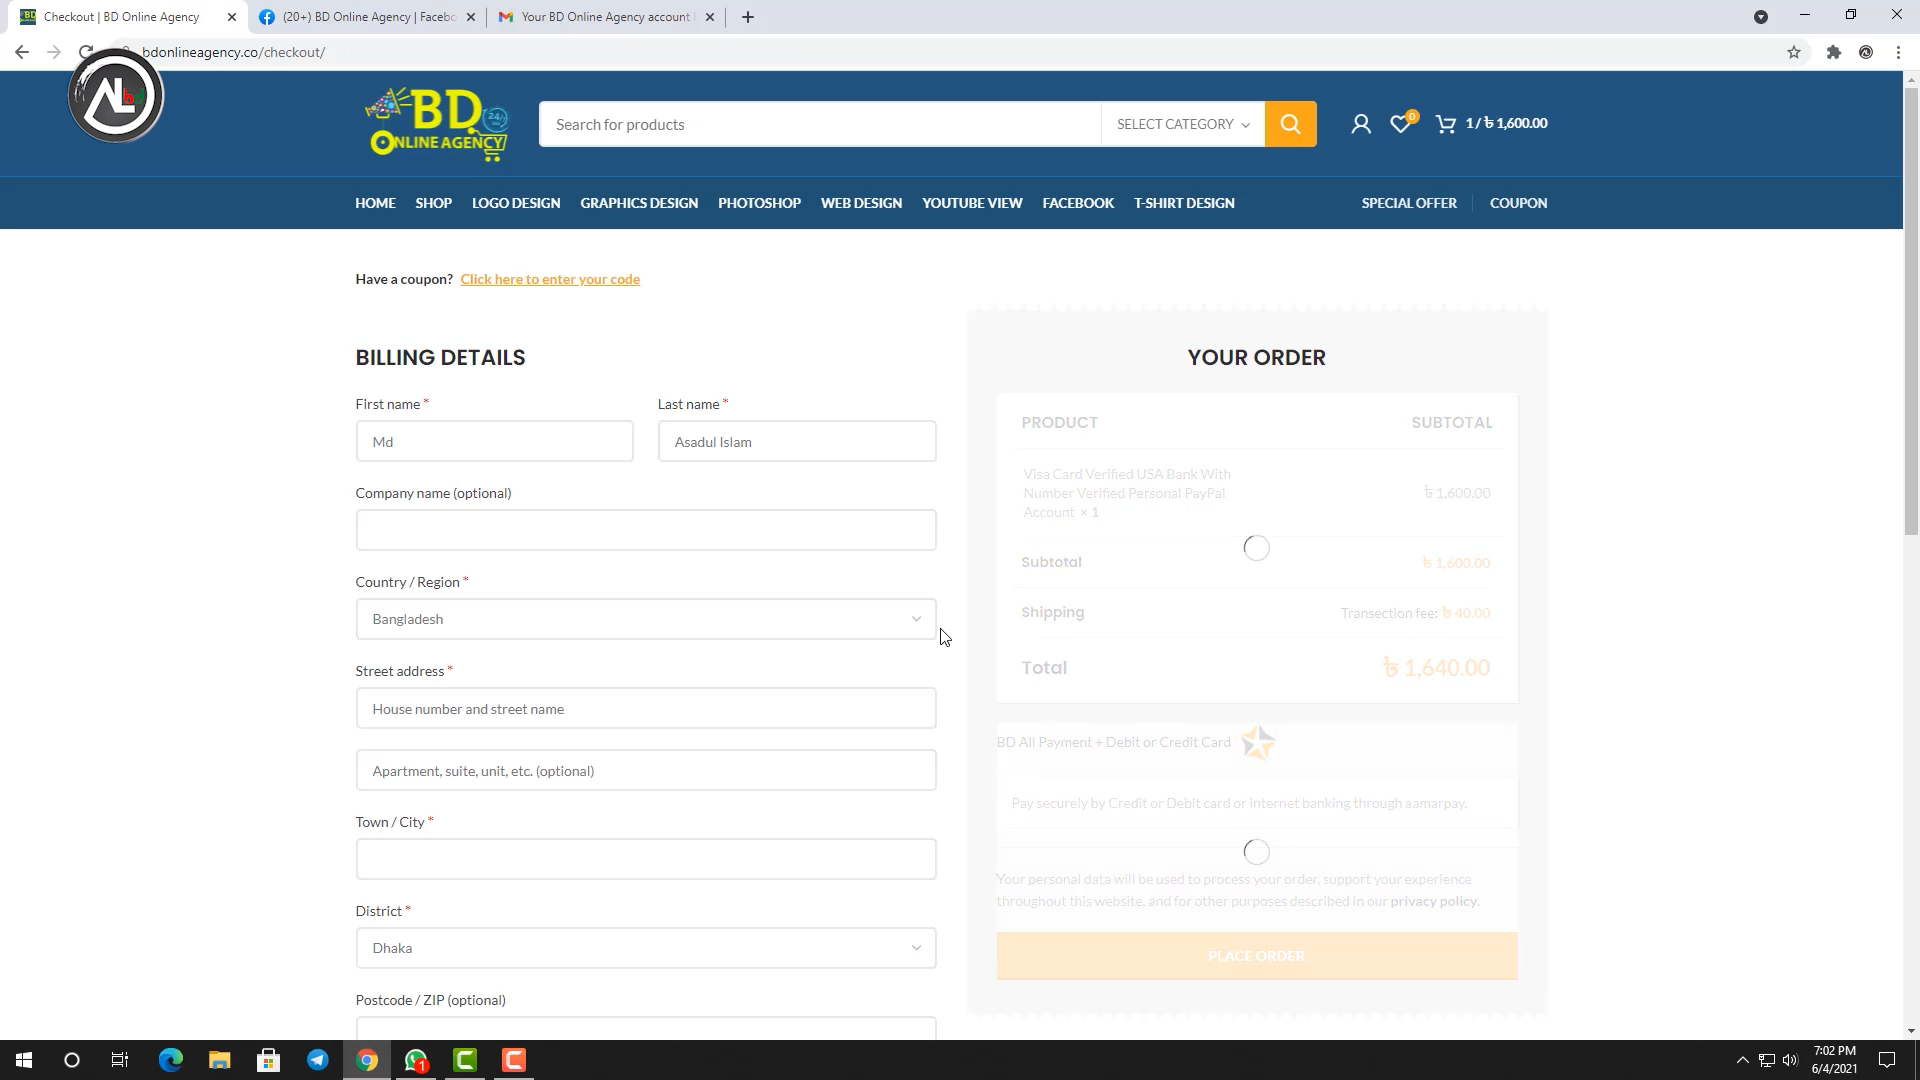 Checkout | BD Online Agency
(20+) BD Online Agency | Facebo
Your BD Online Agency account
bdonlineagency.co/checkout/
ALb
BD
24/7
ONLINE AGENCY
Search for products
SELECT CATEGORY
0
1 / ৳ 1,600.00
HOME SHOP LOGO DESIGN GRAPHICS DESIGN PHOTOSHOP WEB DESIGN YOUTUBE VIEW FACEBOOK T-SHIRT DESIGN SPECIAL OFFER COUPON
Have a coupon? Click here to enter your code
BILLING DETAILS
First name *
Last name *
Md
Asadul Islam
Company name (optional)
Country / Region *
Bangladesh
Street address *
House number and street name
Apartment, suite, unit, etc. (optional)
Town / City *
District *
Dhaka
Postcode / ZIP (optional)
YOUR ORDER
PRODUCT SUBTOTAL
Visa Card Verified USA Bank With
Number Verified Personal PayPal
Account × 1
৳ 1,600.00
Subtotal ৳ 1,600.00
Shipping Transection fee: ৳ 40.00
Total ৳ 1,640.00
BD All Payment + Debit or Credit Card
Pay securely by Credit or Debit card or internet banking through aamarpay.
Your personal data will be used to process your order, support your experience
throughout this website, and for other purposes described in our privacy policy.
PLACE ORDER
1
7:02 PM
6/4/2021